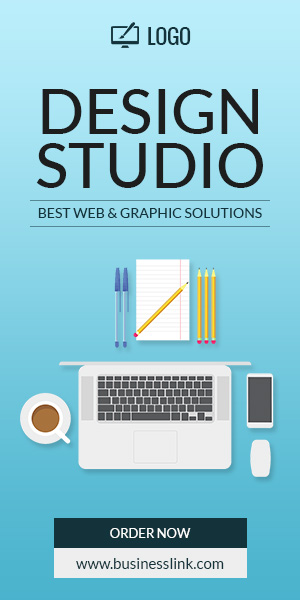 LOGO
DESIGN
STUDIO
BEST WEB & GRAPHIC SOLUTIONS
ORDER NOW
www.businesslink.com